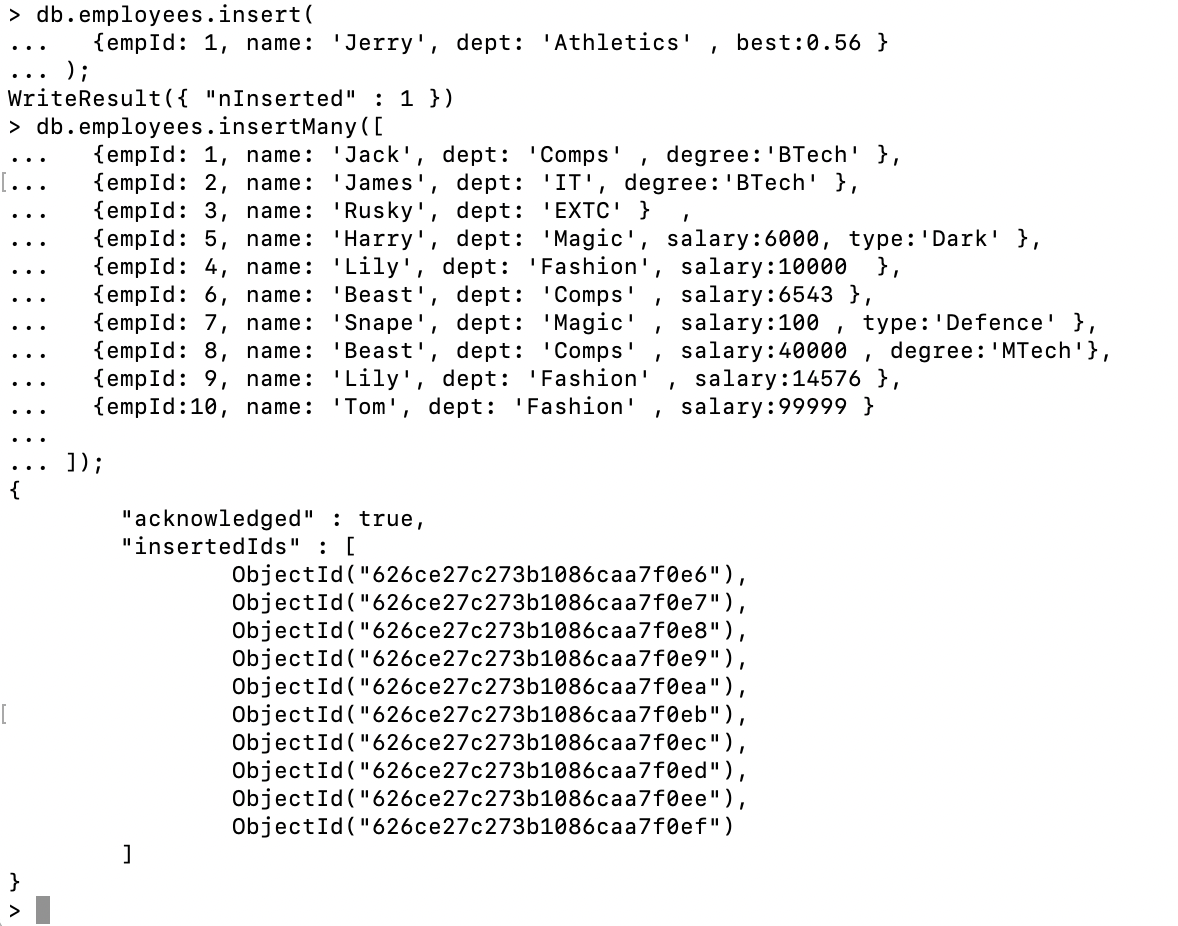 > db.employees.insert(
...   {empId: 1, name: 'Jerry', dept: 'Athletics' , best:0.56 }
... );
WriteResult({ "nInserted" : 1 })
> db.employees.insertMany([
...   {empId: 1, name: 'Jack', dept: 'Comps' , degree:'BTech' },
[...   {empId: 2, name: 'James', dept: 'IT', degree:'BTech' },
...   {empId: 3, name: 'Rusky', dept: 'EXTC' }  ,
...   {empId: 5, name: 'Harry', dept: 'Magic', salary:6000, type:'Dark' },
...   {empId: 4, name: 'Lily', dept: 'Fashion', salary:10000  },
...   {empId: 6, name: 'Beast', dept: 'Comps' , salary:6543 },
...   {empId: 7, name: 'Snape', dept: 'Magic' , salary:100 , type:'Defence' },
...   {empId: 8, name: 'Beast', dept: 'Comps' , salary:40000 , degree:'MTech'},
...   {empId: 9, name: 'Lily', dept: 'Fashion' , salary:14576 },
...   {empId:10, name: 'Tom', dept: 'Fashion' , salary:99999 }
...
... ]);
{
        "acknowledged" : true,
        "insertedIds" : [
                ObjectId("626ce27c273b1086caa7f0e6"),
                ObjectId("626ce27c273b1086caa7f0e7"),
                ObjectId("626ce27c273b1086caa7f0e8"),
                ObjectId("626ce27c273b1086caa7f0e9"),
                ObjectId("626ce27c273b1086caa7f0ea"),
[                ObjectId("626ce27c273b1086caa7f0eb"),
                ObjectId("626ce27c273b1086caa7f0ec"),
                ObjectId("626ce27c273b1086caa7f0ed"),
                ObjectId("626ce27c273b1086caa7f0ee"),
                ObjectId("626ce27c273b1086caa7f0ef")
        ]
}
>